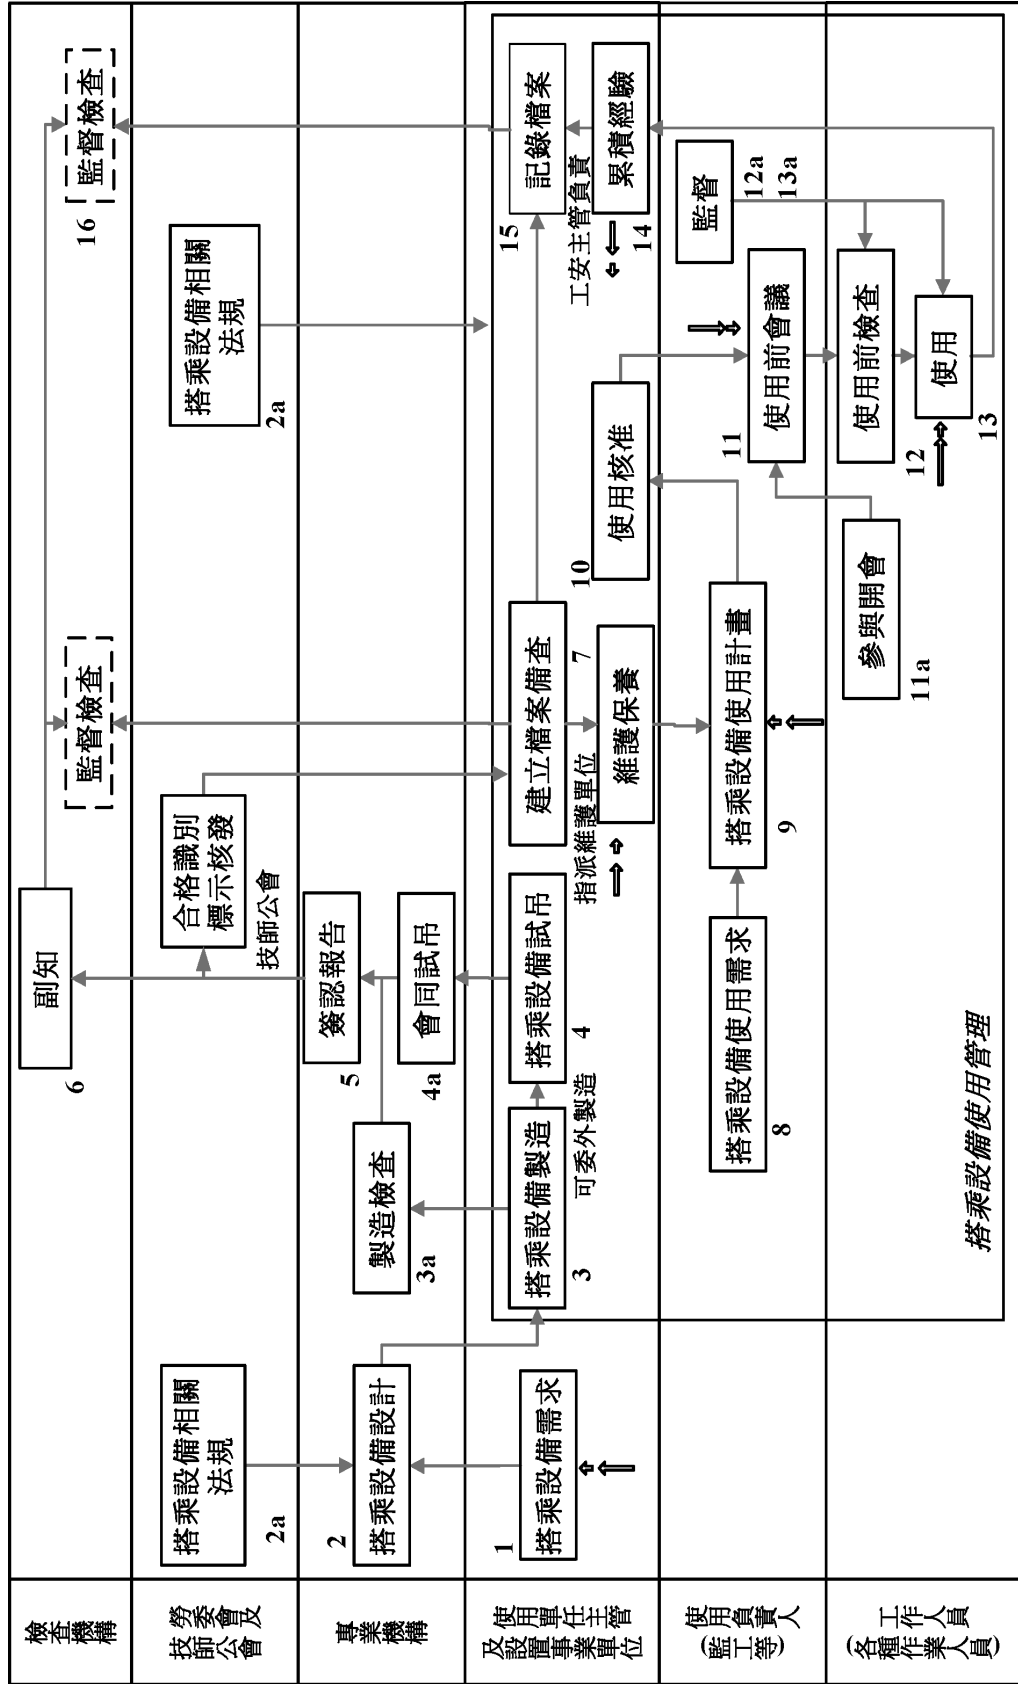 檢查
機構
副知
6
監督檢查
監督檢查
16
勞委會及
技師公會
搭乘設備相關
法規
2a
合格識別
標示核發
技師公會
搭乘設備相關
法規
2a
專業
機構
2
搭乘設備設計
製造檢查
3a
簽認報告
5
會同試吊
4a
使用單任主管
及設置事業單位
1
搭乘設備需求
搭乘設備製造
3
可委外製造
搭乘設備試吊
4
建立檔案備查
指派維護單位
7
維護保養
10
使用核准
記錄檔案
15
工安主管負責
累積經驗
14
使用負責人
(監工等)
搭乘設備使用需求
8
搭乘設備使用計畫
9
11
使用前會議
監督
12a
13a
工作人員
(各種作業人員)
參與開會
11a
使用前檢查
12
使用
13
搭乘設備使用管理